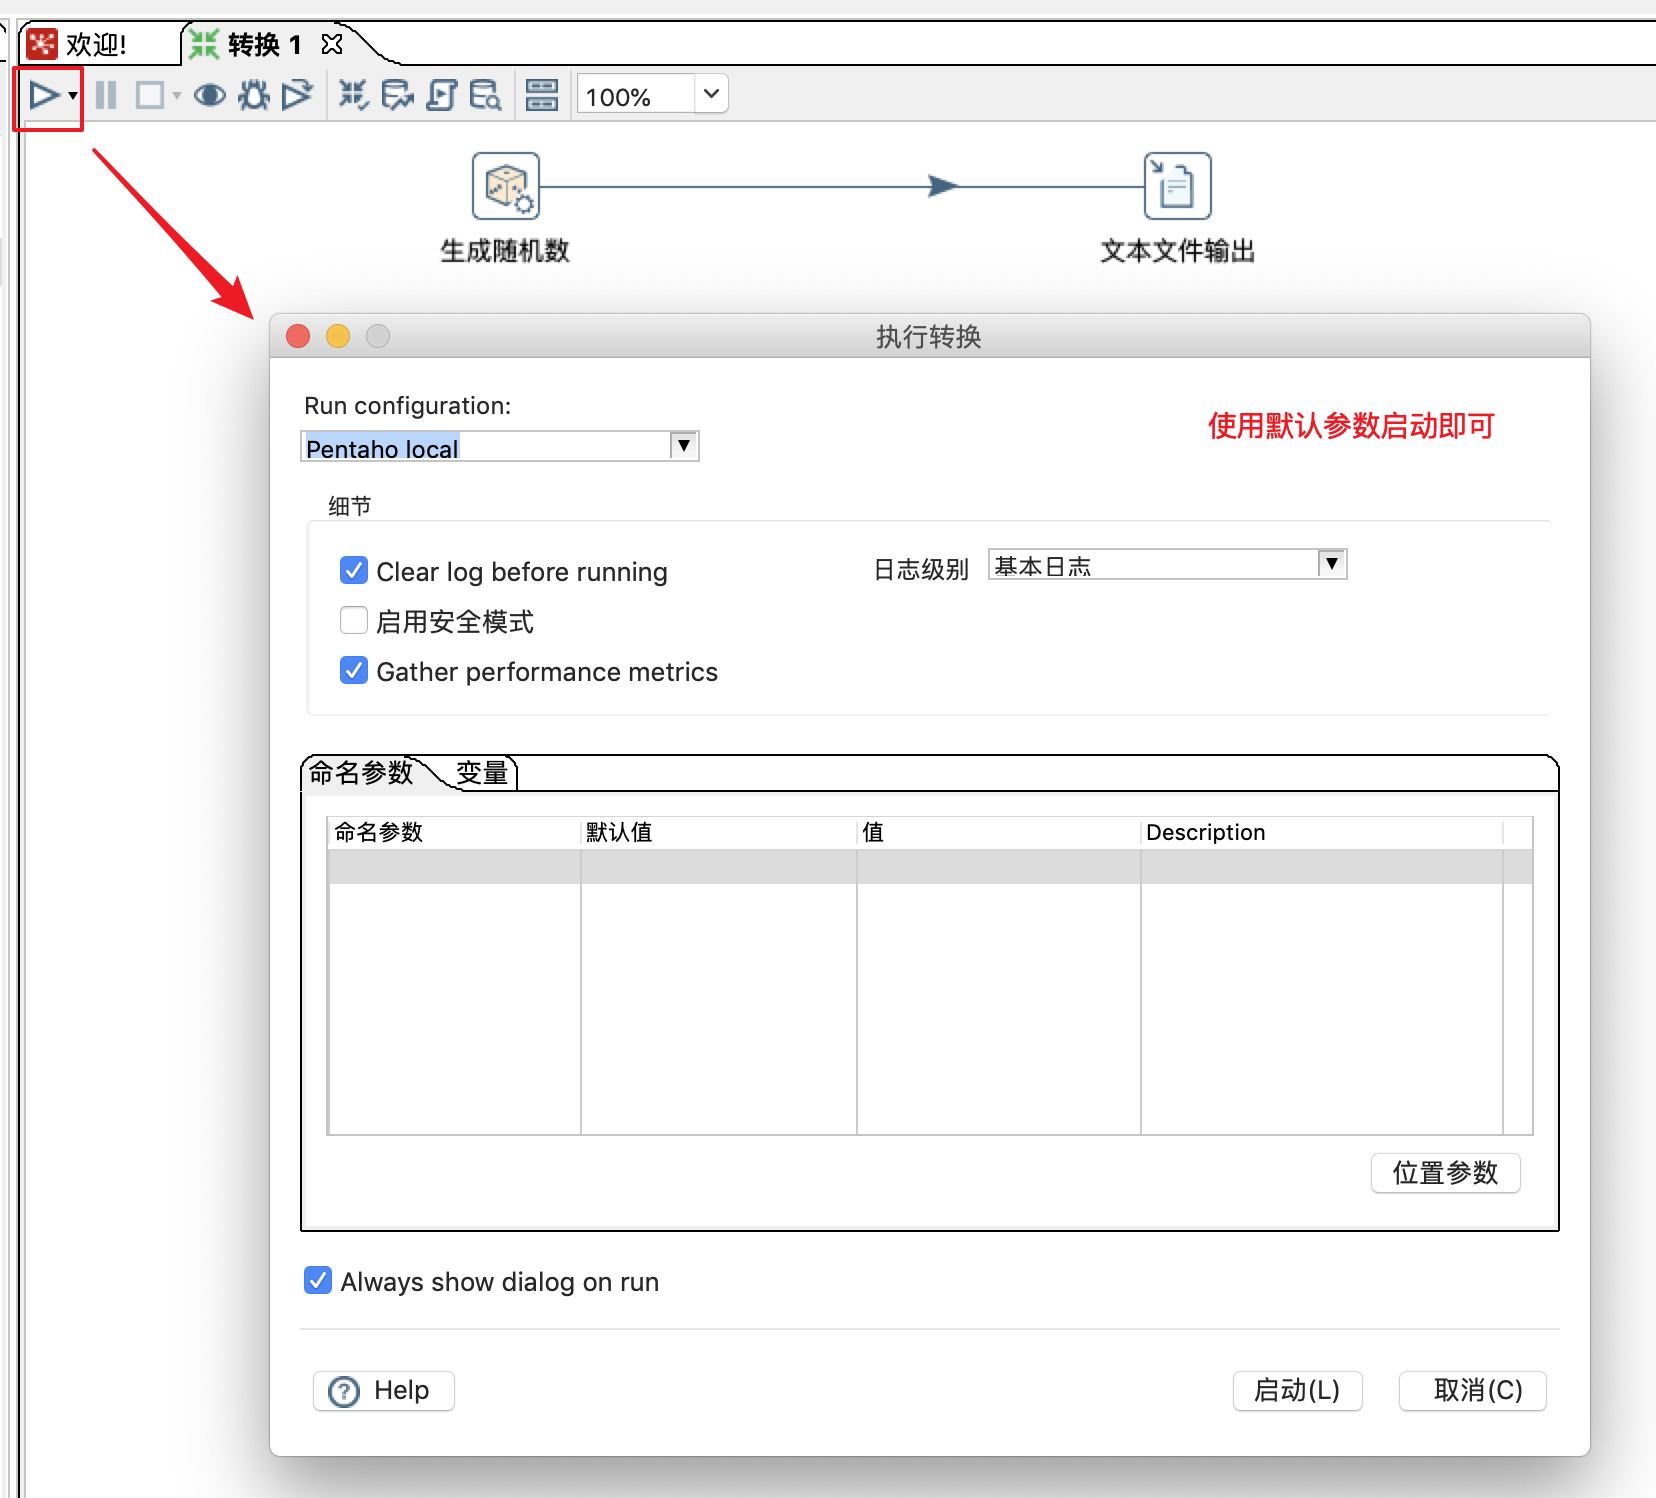 欢迎!
转换 1
100%
生成随机数
文本文件输出
执行转换
Run configuration:
使用默认参数启动即可
Pentaho local
细节
Clear log before running
日志级别
基本日志
启用安全模式
Gather performance metrics
命名参数
变量
命名参数
默认值
值
Description
位置参数
Always show dialog on run
Help
启动(L)
取消(C)